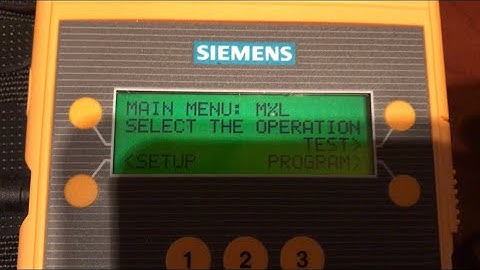 SIEMENS
MAIN MENU: MXL
SELECT THE OPERATION
TEST>
<SETUP PROGRAM>
1 2 3